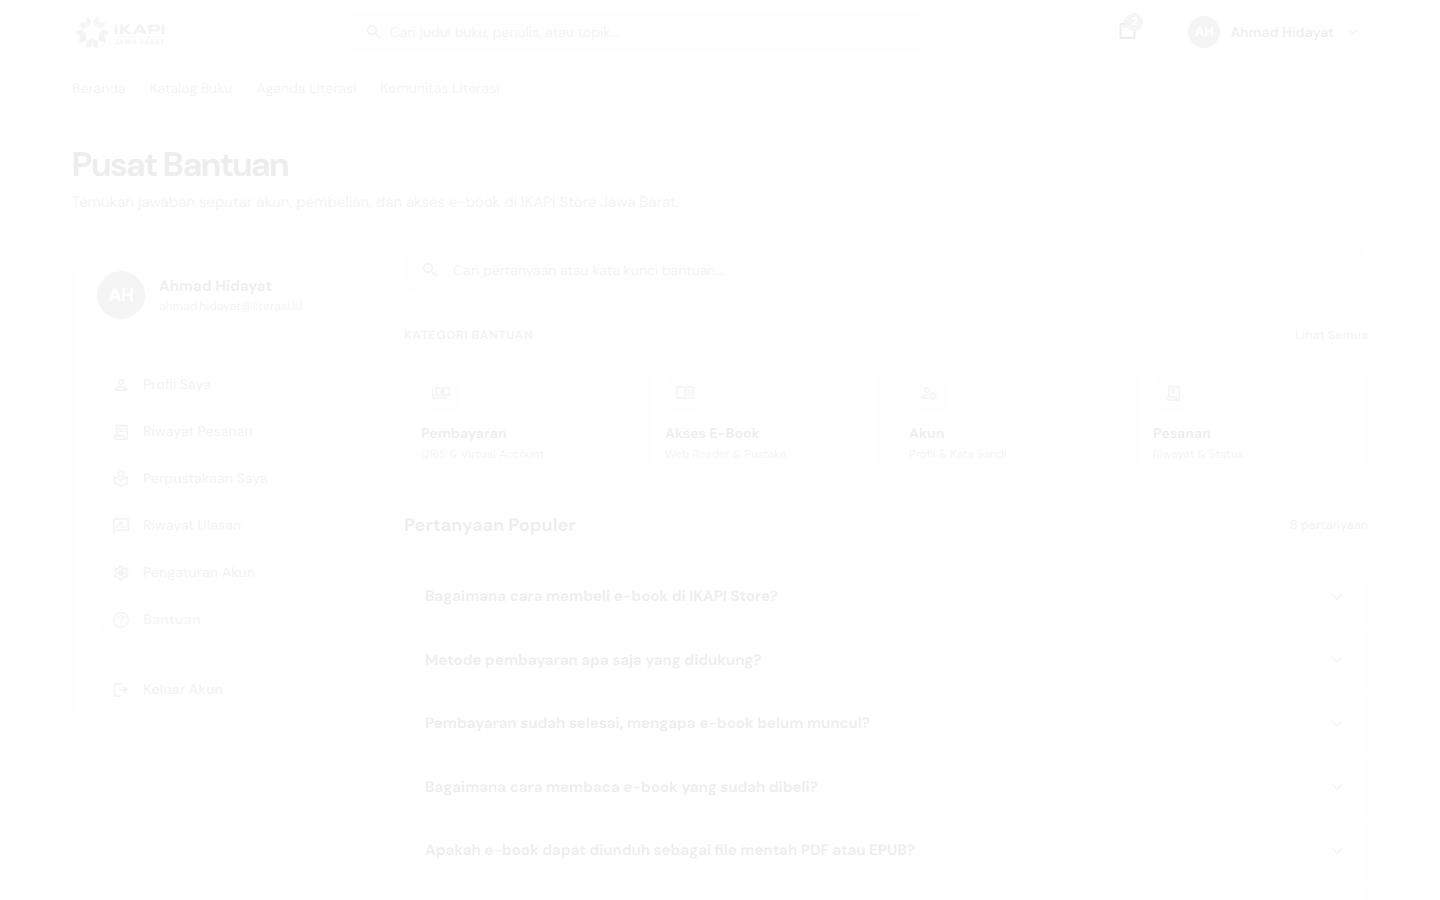 IKAPI
JAWA BARAT
Cari judul buku, penulis, atau topik...
2
AH
Ahmad Hidayat
Beranda
Katalog Buku
Agenda Literasi
Komunitas Literasi
Pusat Bantuan
Temukan jawaban seputar akun, pembelian, dan akses e-book di IKAPI Store Jawa Barat.
AH
Ahmad Hidayat
ahmad.hidayat@literasi.id
Profil Saya
Riwayat Pesanan
Perpustakaan Saya
Riwayat Ulasan
Pengaturan Akun
Bantuan
Keluar Akun
Cari pertanyaan atau kata kunci bantuan...
KATEGORI BANTUAN
Lihat Semua
Pembayaran
QRIS & Virtual Account
Akses E-Book
Web Reader & Pustaka
Akun
Profil & Kata Sandi
Pesanan
Riwayat & Status
Pertanyaan Populer
8 pertanyaan
Bagaimana cara membeli e-book di IKAPI Store?
Metode pembayaran apa saja yang didukung?
Pembayaran sudah selesai, mengapa e-book belum muncul?
Bagaimana cara membaca e-book yang sudah dibeli?
Apakah e-book dapat diunduh sebagai file mentah PDF atau EPUB?